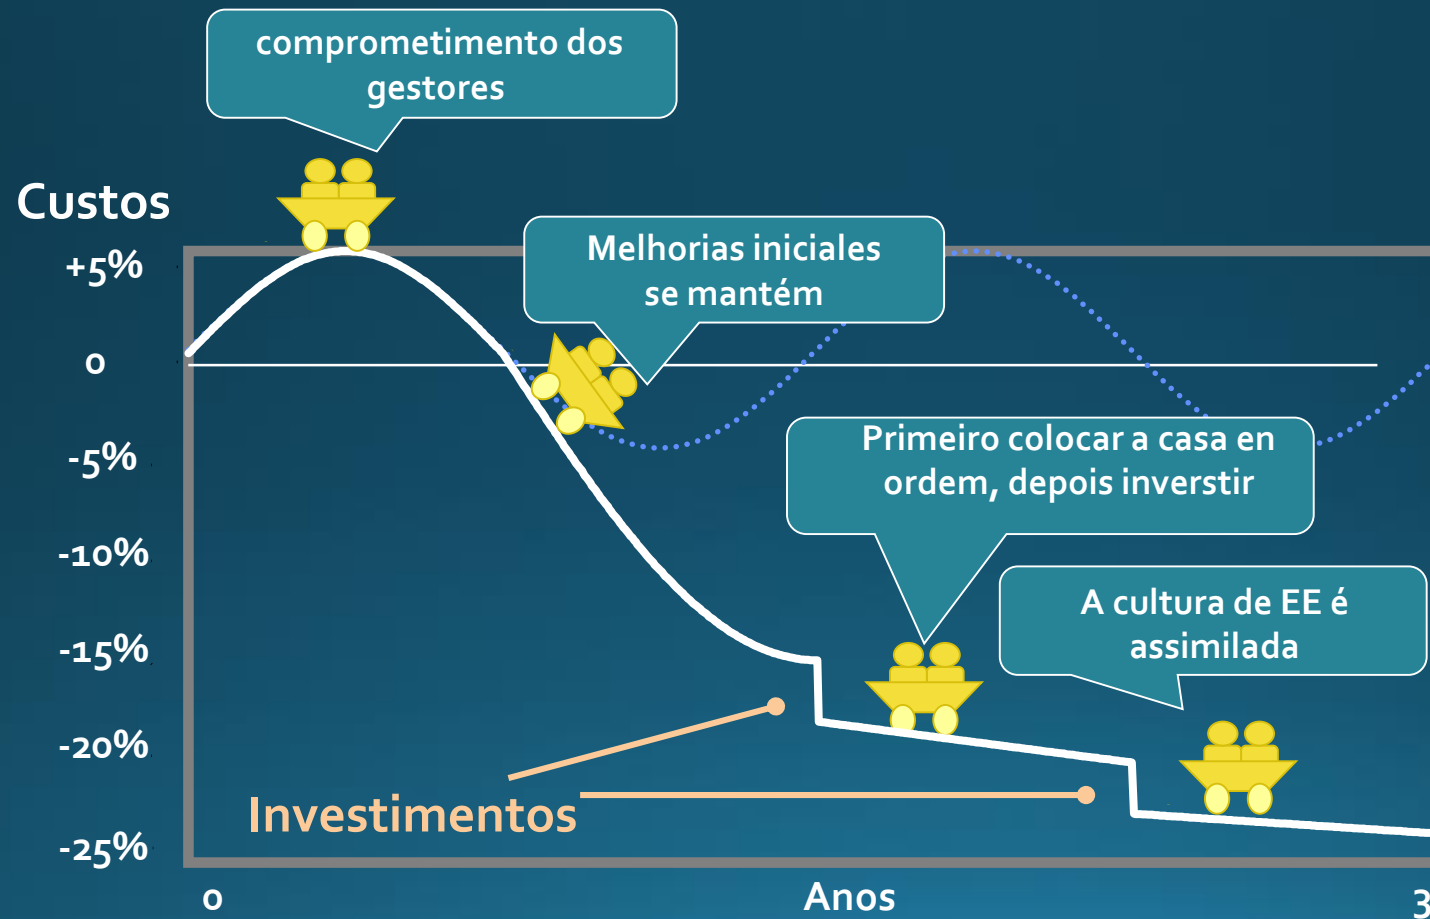 comprometimento dos
gestores
Custos
+5%
Melhorias iniciales
se mantém
0
Primeiro colocar a casa en
ordem, depois inverstir
-5%
-10%
A cultura de EE é
assimilada
-15%
-20%
Investimentos
-25%
0
Anos
3